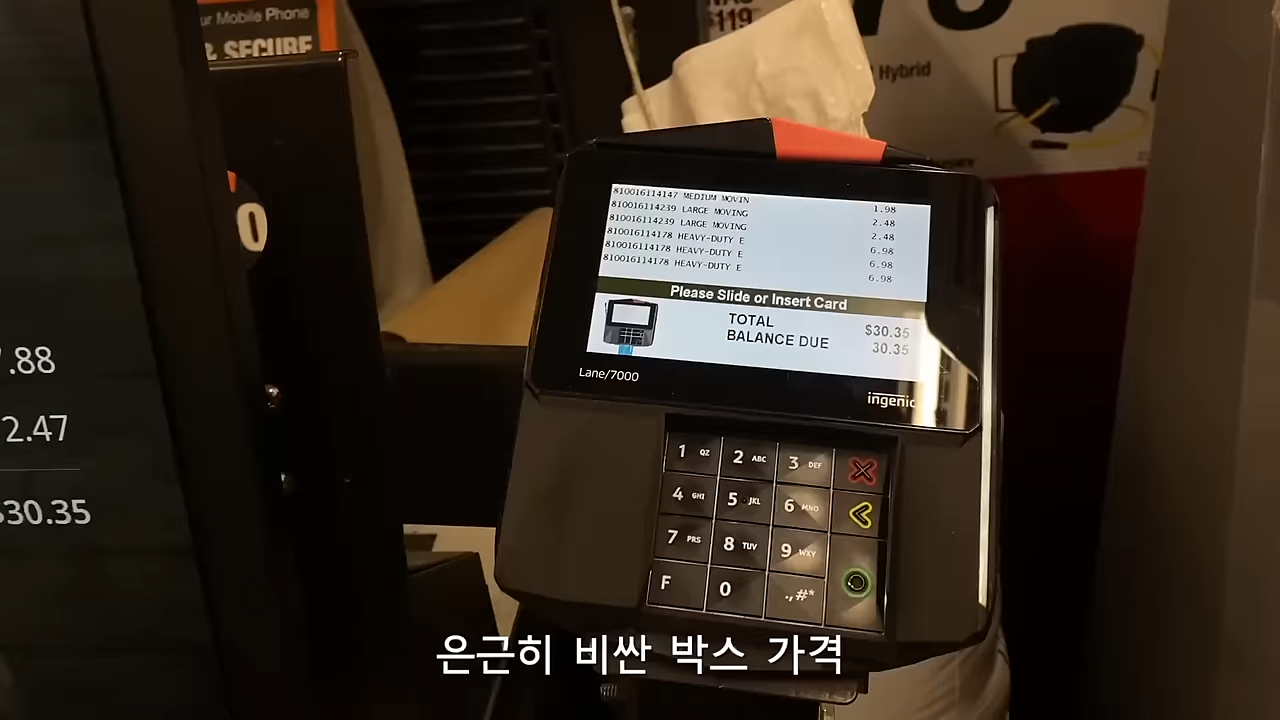 ur Mobile Phone
& SECURE
$119
Hybrid
0
810016114147 MEDIUM MOVIN 1.98
810016114239 LARGE MOVING 2.48
810016114239 LARGE MOVING 2.48
810016114178 HEAVY-DUTY E 6.98
810016114178 HEAVY-DUTY E 6.98
810016114178 HEAVY-DUTY E 6.98
Please Slide or Insert Card
TOTAL $30.35
BALANCE DUE 30.35
Lane/7000
ingenic
.88
2.47
$30.35
1 QZ 2 ABC 3 DEF
4 GHI 5 JKL 6 MNO
7 PRS 8 TUV 9 WXY
F 0 .,#*
은근히 비싼 박스 가격